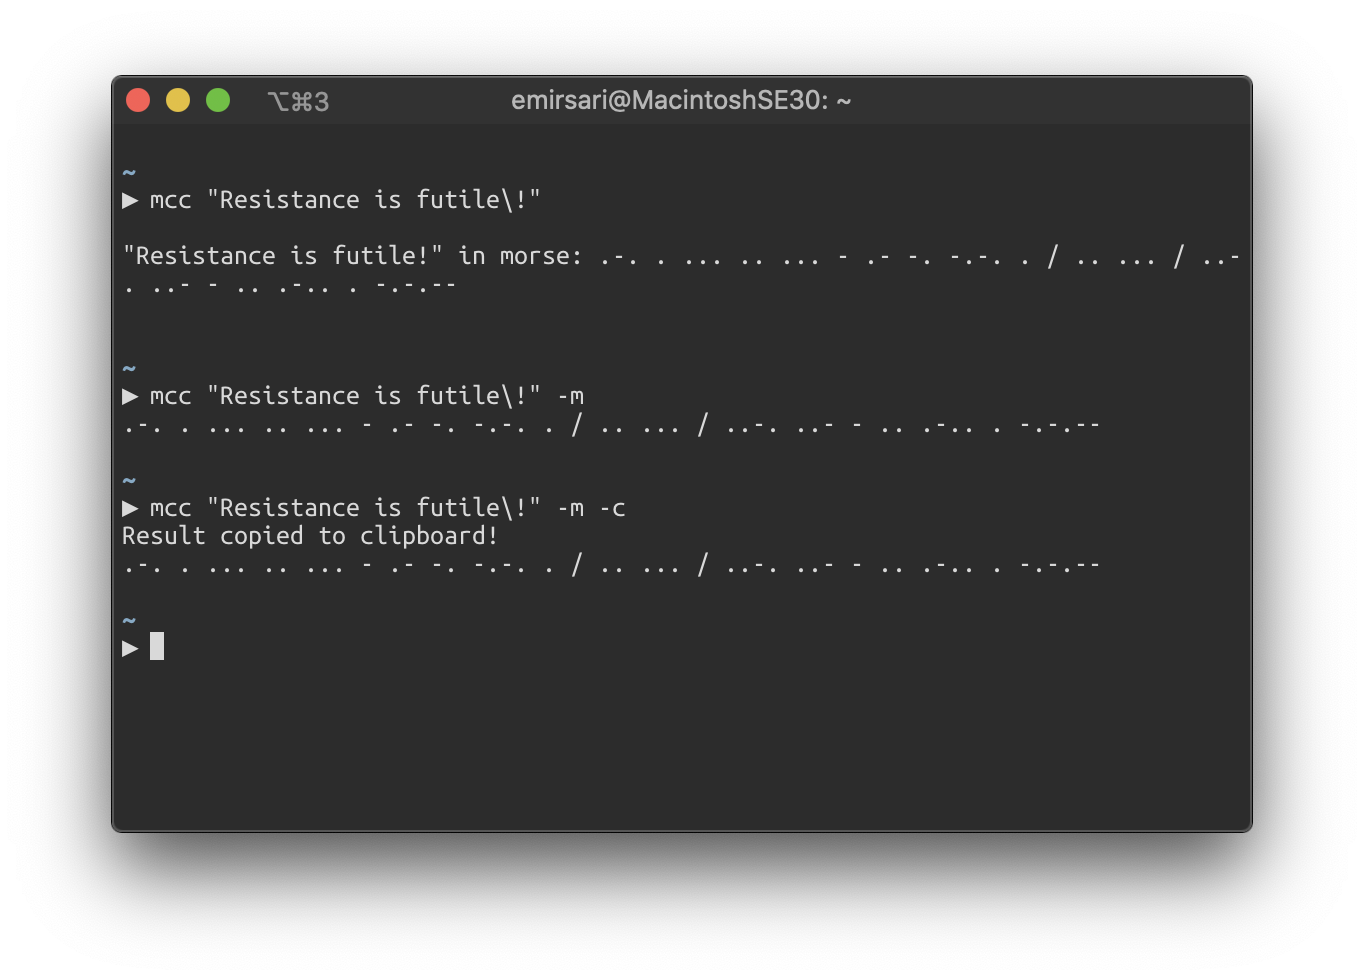 ⌥⌘3 emirsari@MacintoshSE30: ~
~
▶ mcc "Resistance is futile\!"
"Resistance is futile!" in morse: .-. . ... .. ... - .- -. -.-. . / .. ... / ..-
. ..- - .. .-.. . -.-.--
~
▶ mcc "Resistance is futile\!" -m
.-. . ... .. ... - .- -. -.-. . / .. ... / ..-. ..- - .. .-.. . -.-.--
~
▶ mcc "Resistance is futile\!" -m -c
Result copied to clipboard!
.-. . ... .. ... - .- -. -.-. . / .. ... / ..-. ..- - .. .-.. . -.-.--
~
▶